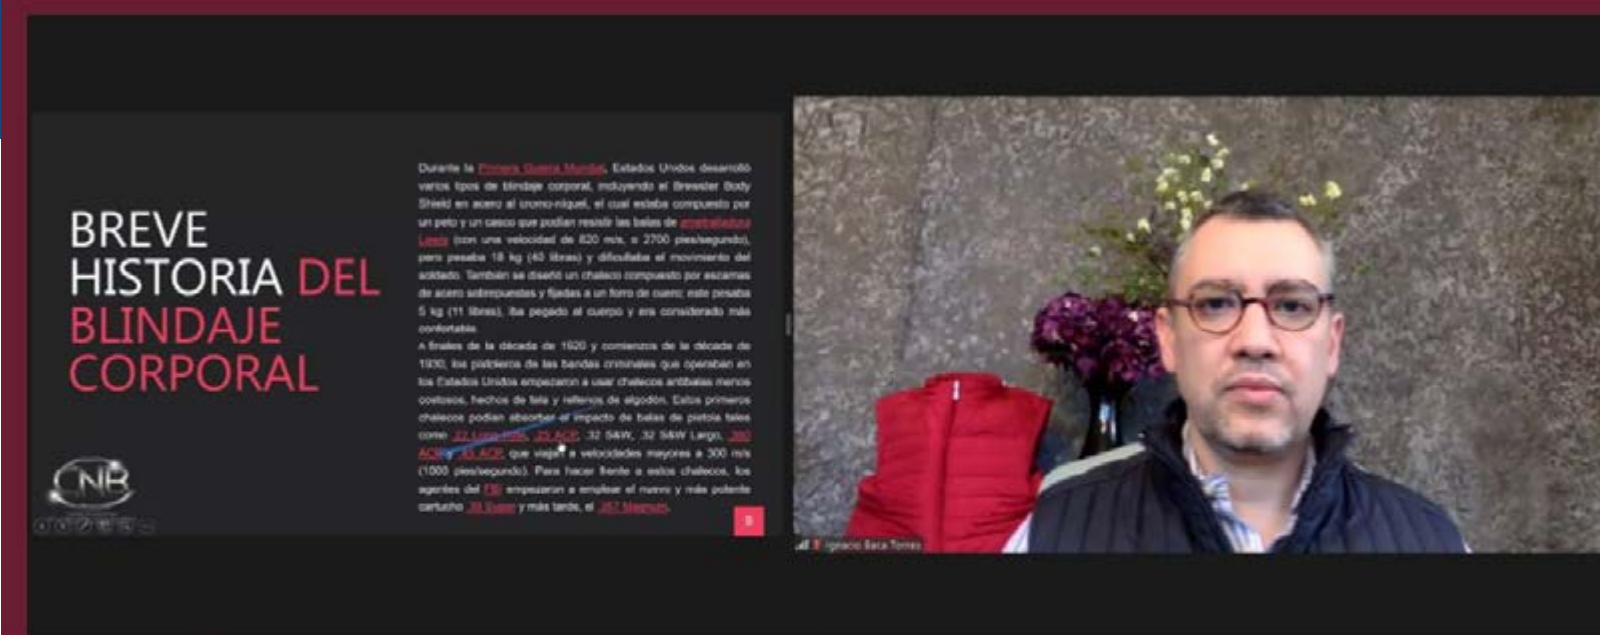 BREVE
HISTORIA DEL
BLINDAJE
CORPORAL
CNB
Durante la Primera Guerra Mundial, Estados Unidos desarrolló
varios tipos de blindaje corporal, incluyendo el Brewster Body
Shield en acero al cromo-níquel, el cual estaba compuesto por
un peto y un casco que podían resistir las balas de ametralladora
Lewis (con una velocidad de 820 m/s, o 2700 pies/segundo),
pero pesaba 18 kg (40 libras) y dificultaba el movimiento del
soldado. También se diseñó un chaleco compuesto por escamas
de acero sobrepuestas y fijadas a un forro de cuero; este pesaba
5 kg (11 libras), iba pegado al cuerpo y era considerado más
confortable.
A finales de la década de 1920 y comienzos de la década de
1930, los pistoleros de las bandas criminales que operaban en
los Estados Unidos empezaron a usar chalecos antibalas menos
costosos, hechos de tela y rellenos de algodón. Estos primeros
chalecos podían absorber el impacto de balas de pistola tales
como .22 Long Rifle, .25 ACP, .32 S&W, .32 S&W Largo, .380
ACP y .45 ACP, que viajan a velocidades mayores a 300 m/s
(1000 pies/segundo). Para hacer frente a estos chalecos, los
agentes del FBI empezaron a emplear el nuevo y más potente
cartucho .38 Super y más tarde, el .357 Magnum.
Ignacio Baca Torres